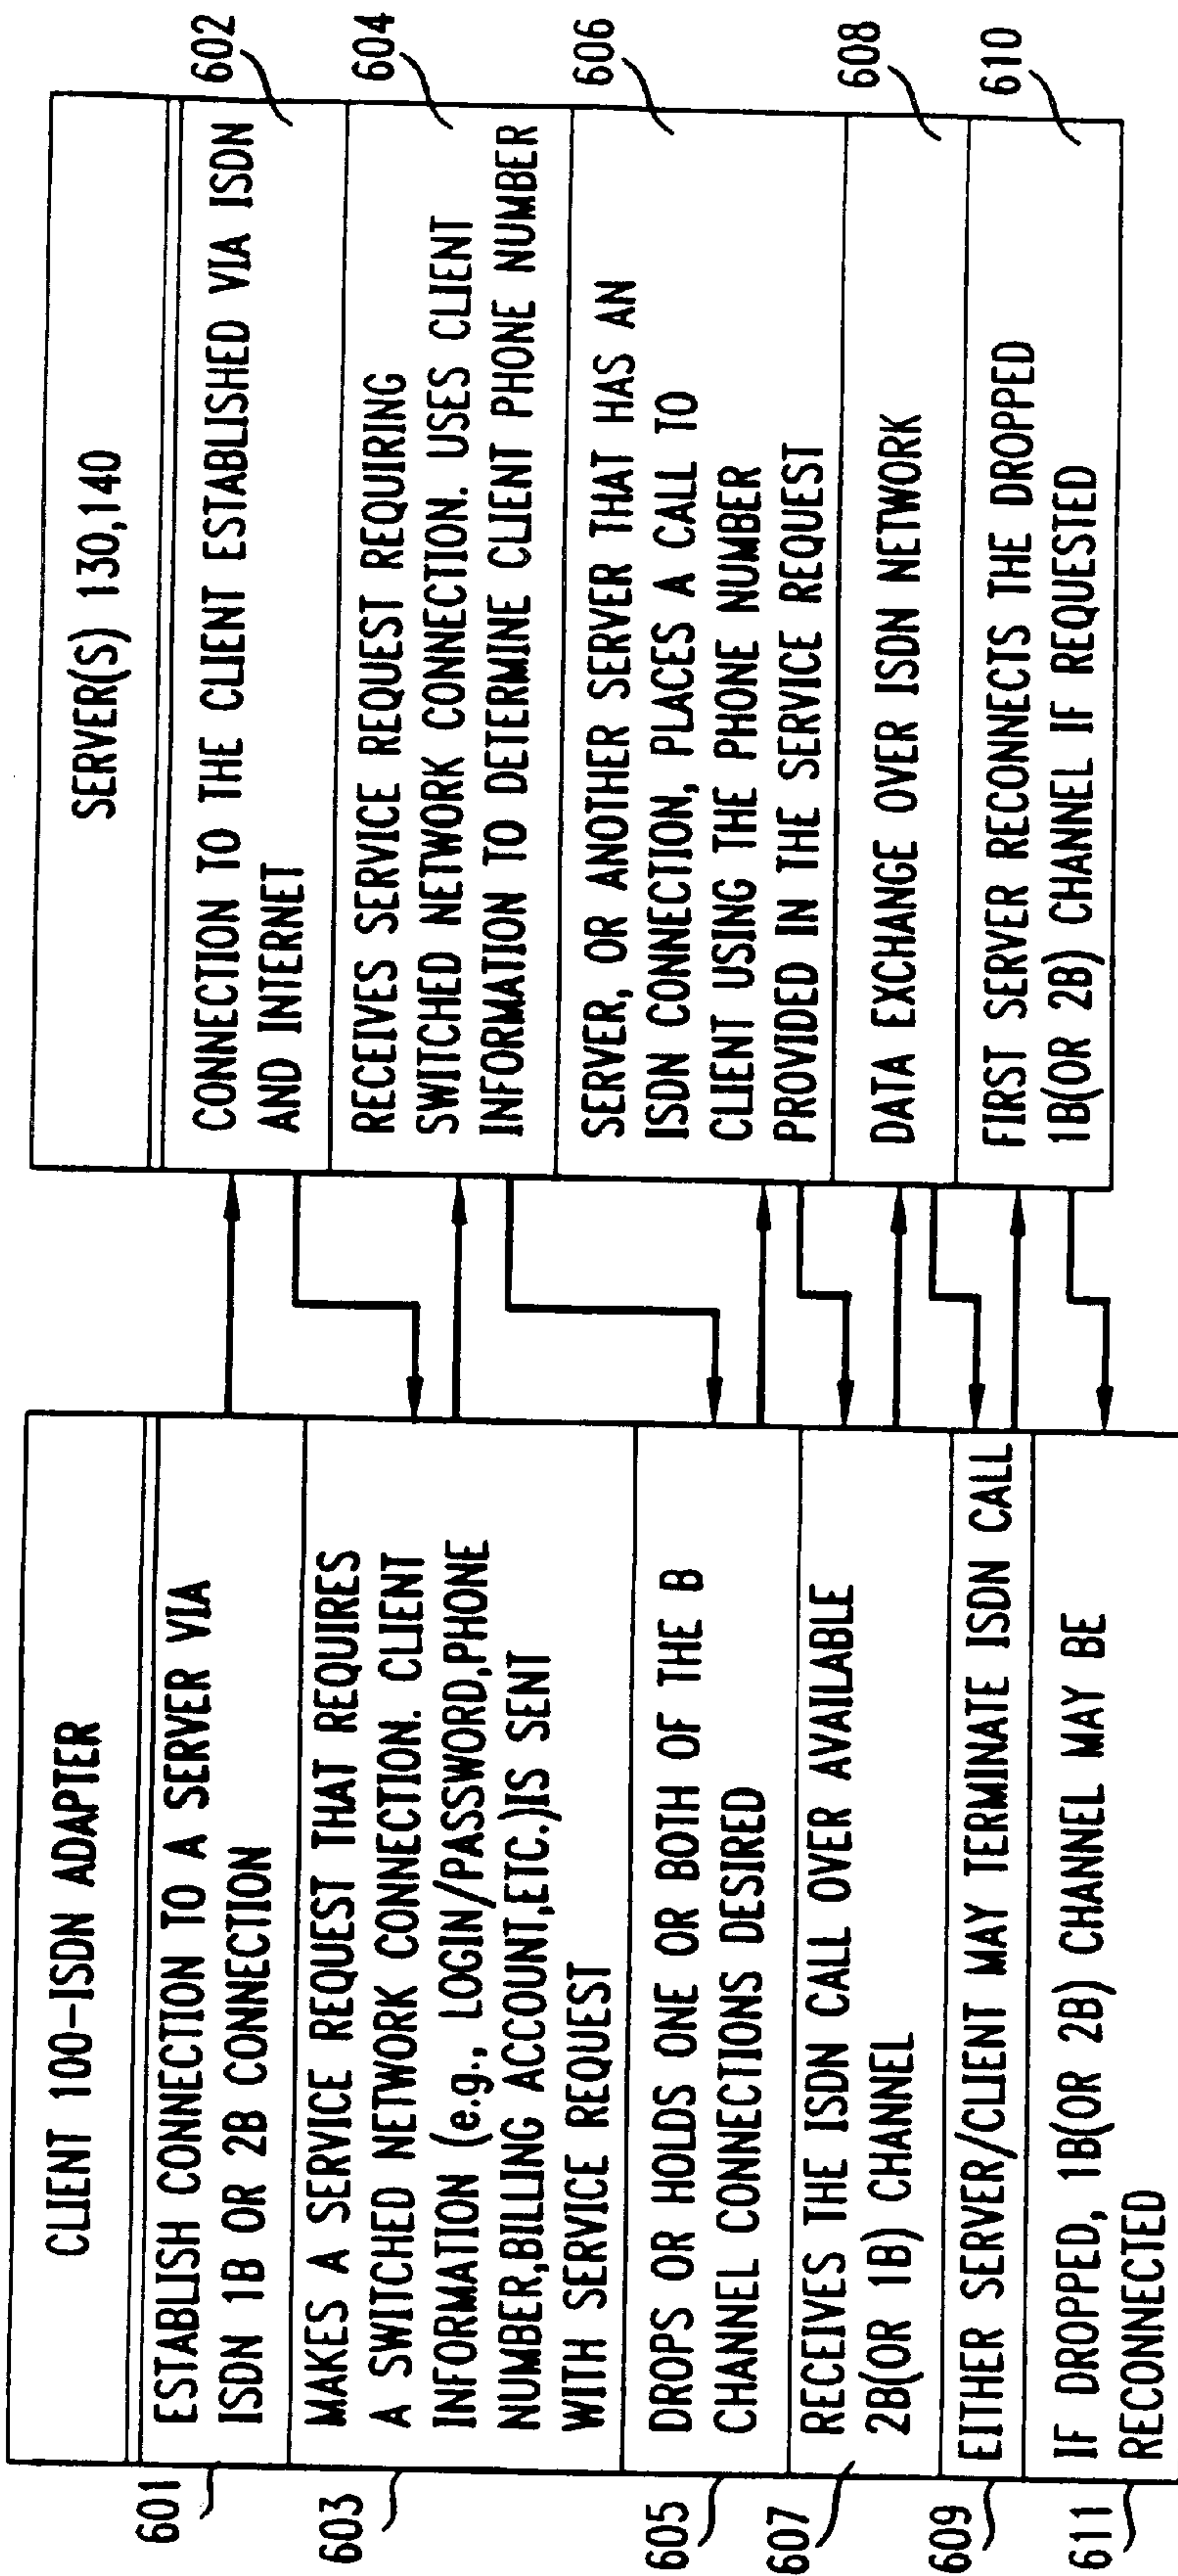 CLIENT 100-ISDN ADAPTER
601
ESTABLISH CONNECTION TO A SERVER VIA
ISDN 1B OR 2B CONNECTION
603
MAKES A SERVICE REQUEST THAT REQUIRES
A SWITCHED NETWORK CONNECTION. CLIENT
INFORMATION (e.g., LOGIN/PASSWORD,PHONE
NUMBER,BILLING ACCOUNT,ETC.)IS SENT
WITH SERVICE REQUEST
605
DROPS OR HOLDS ONE OR BOTH OF THE B
CHANNEL CONNECTIONS DESIRED
607
RECEIVES THE ISDN CALL OVER AVAILABLE
2B(OR 1B) CHANNEL
609
EITHER SERVER/CLIENT MAY TERMINATE ISDN CALL
611
IF DROPPED, 1B(OR 2B) CHANNEL MAY BE
RECONNECTED
SERVER(S) 130,140
CONNECTION TO THE CLIENT ESTABLISHED VIA ISDN
AND INTERNET
602
RECEIVES SERVICE REQUEST REQUIRING
SWITCHED NETWORK CONNECTION. USES CLIENT
INFORMATION TO DETERMINE CLIENT PHONE NUMBER
604
SERVER, OR ANOTHER SERVER THAT HAS AN
ISDN CONNECTION, PLACES A CALL TO
CLIENT USING THE PHONE NUMBER
PROVIDED IN THE SERVICE REQUEST
606
DATA EXCHANGE OVER ISDN NETWORK
608
FIRST SERVER RECONNECTS THE DROPPED
1B(OR 2B) CHANNEL IF REQUESTED
610